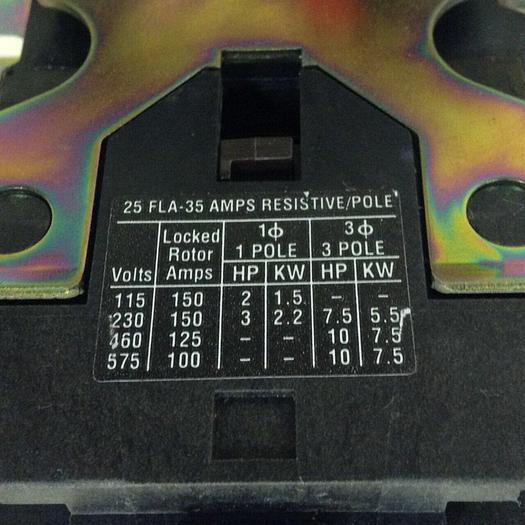 25 FLA-35 AMPS RESISTIVE/POLE
Volts Locked Rotor Amps 1ϕ 1 POLE 3ϕ 3 POLE
HP KW HP KW
115 150 2 1.5 – –
230 150 3 2.2 7.5 5.5
460 125 – – 10 7.5
575 100 – – 10 7.5